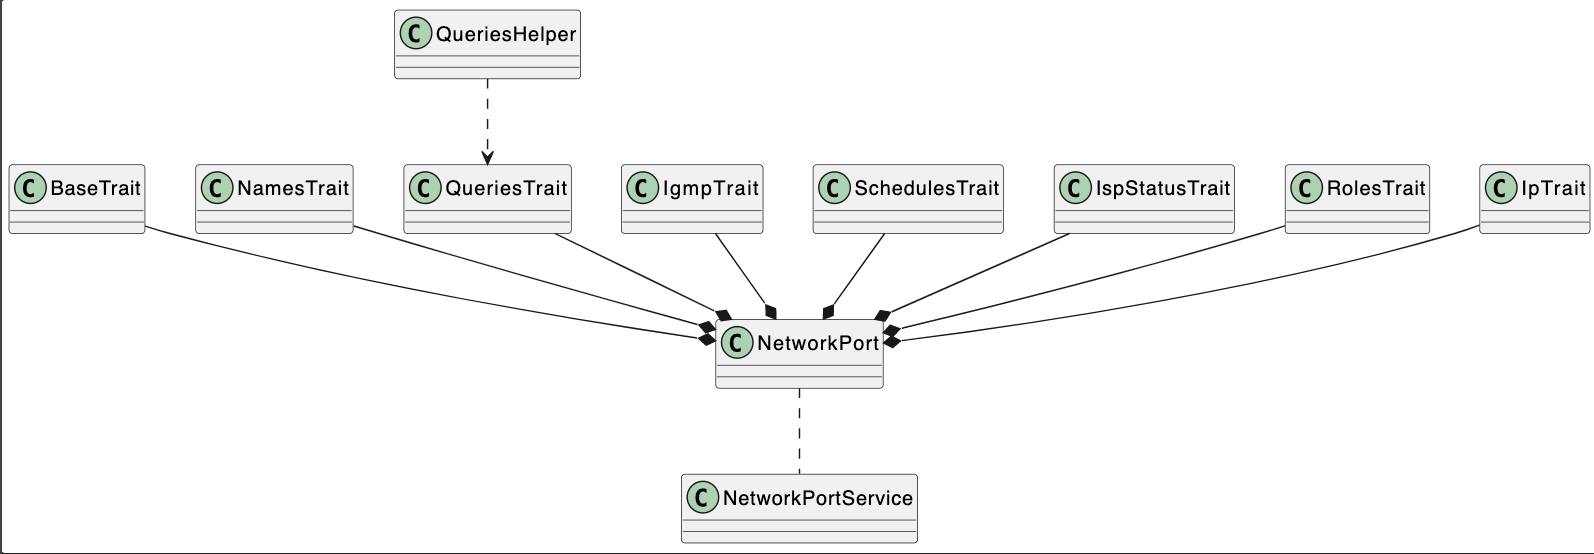 C QueriesHelper
C BaseTrait
C NamesTrait
C QueriesTrait
C IgmpTrait
C SchedulesTrait
C IspStatusTrait
C RolesTrait
C IpTrait
C NetworkPort
C NetworkPortService